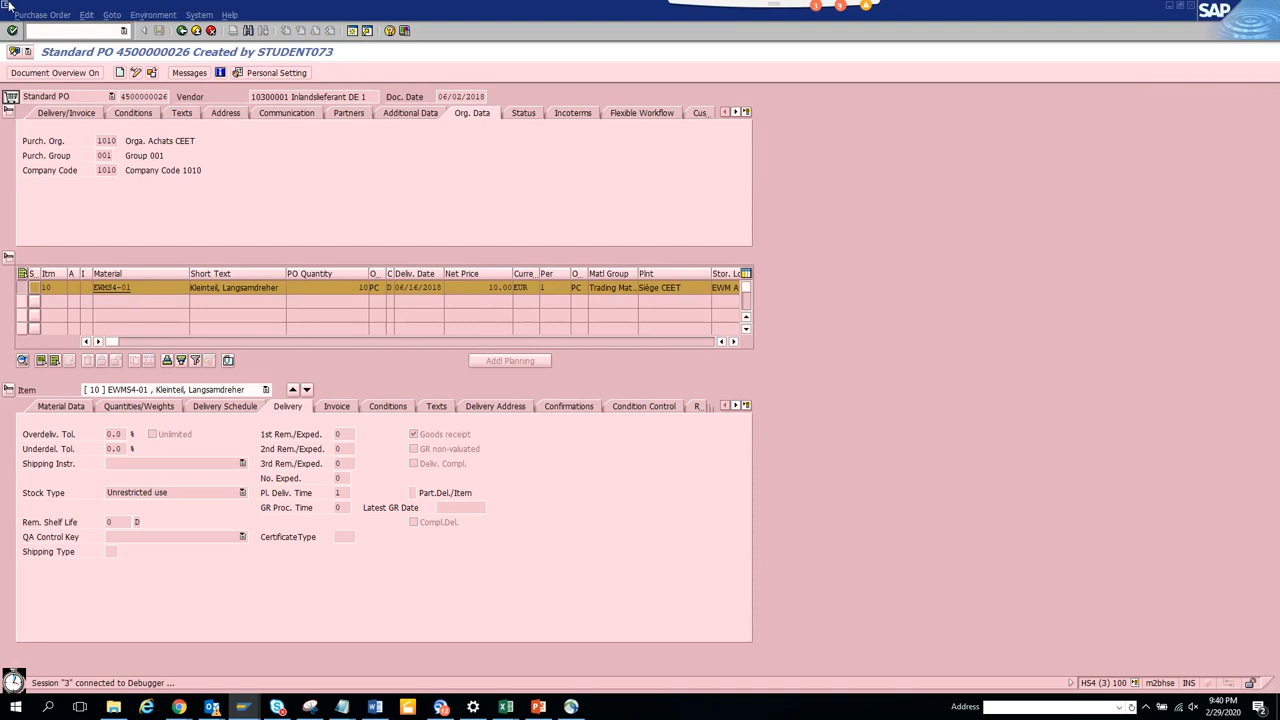 Purchase Order Edit Goto Environment System Help
3 9
SAP
Standard PO 4500000026 Created by STUDENT073
Document Overview On Messages Personal Setting
Standard PO 4500000026 Vendor 10300001 Inlandslieferant DE 1 Doc. Date 06/02/2018
Delivery/Invoice Conditions Texts Address Communication Partners Additional Data Org. Data Status Incoterms Flexible Workflow Cus...
Purch. Org. 1010 Orga. Achats CEET
Purch. Group 001 Group 001
Company Code 1010 Company Code 1010
S... Itm A I Material Short Text PO Quantity O... C Deliv. Date Net Price Curre... Per O... Matl Group Plnt Stor. Lo
10 EWMS4-01 Kleinteil, Langsamdreher 10 PC D 06/16/2018 10.00 EUR 1 PC Trading Mat... Siège CEET EWM A
Addl Planning
Item [ 10 ] EWMS4-01 , Kleinteil, Langsamdreher
Material Data Quantities/Weights Delivery Schedule Delivery Invoice Conditions Texts Delivery Address Confirmations Condition Control R...
Overdeliv. Tol. 0.0 % Unlimited 1st Rem./Exped. 0 Goods receipt
Underdel. Tol. 0.0 % 2nd Rem./Exped. 0 GR non-valuated
Shipping Instr. 3rd Rem./Exped. 0 Deliv. Compl.
No. Exped. 0
Stock Type Unrestricted use Pl. Deliv. Time 1 Part.Del./Item
GR Proc. Time 0 Latest GR Date
Rem. Shelf Life 0 D Compl.Del.
QA Control Key CertificateType
Shipping Type
Session "3" connected to Debugger ... HS4 (3) 100 m2bhse INS
Address 9:40 PM
2/29/2020 2